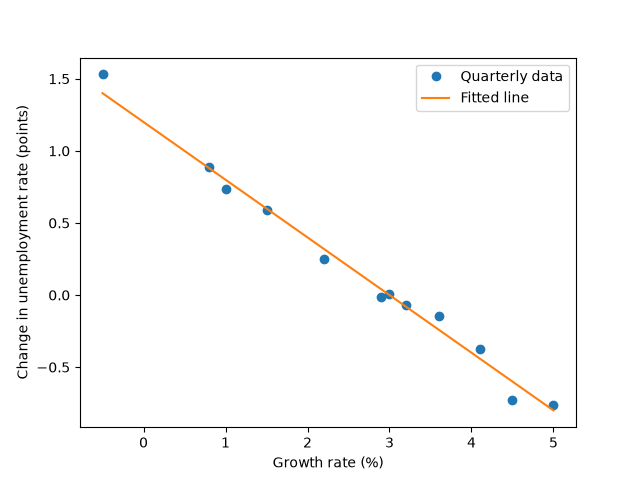 Quarterly data
Fitted line
Change in unemployment rate (points)
1.5
1.0
0.5
0.0
−0.5
0 1 2 3 4 5
Growth rate (%)